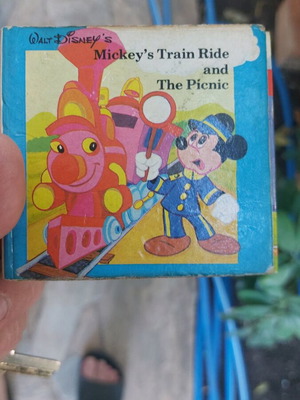 WALT DISNEY'S
Mickey's Train Ride
and
The Picnic